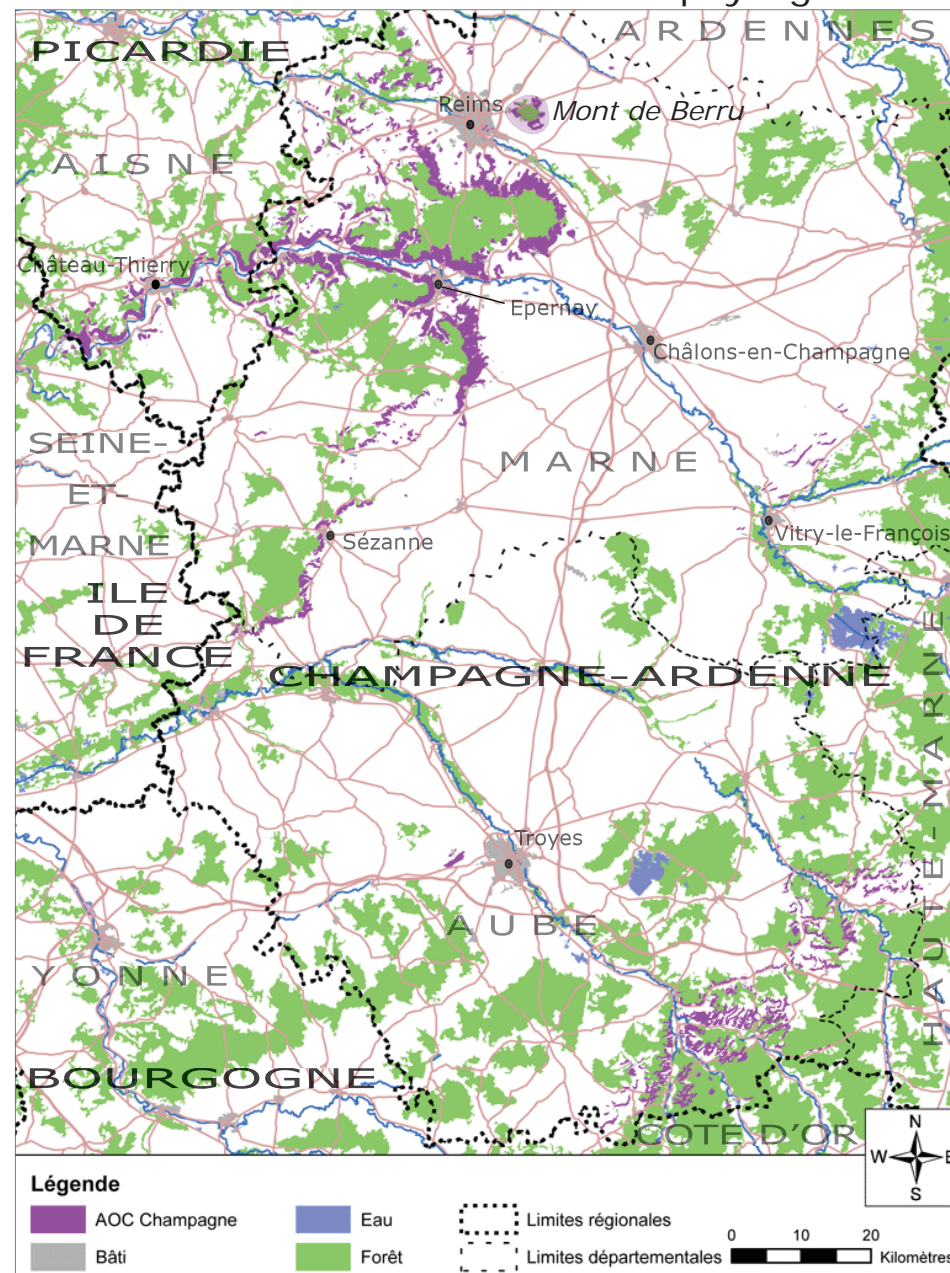 ARDENNES
PICARDIE
Reims
Mont de Berru
AISNE
Château-Thierry
Epernay
Châlons-en-Champagne
SEINE-
ET-
MARNE
MARNE
Vitry-le-François
Sézanne
ILE
DE
FRANCE
CHAMPAGNE-ARDENNE
HAUTE-MARNE
Troyes
AUBE
YONNE
BOURGOGNE
COTE D'OR
N
W
E
S
Légende
AOC Champagne
Eau
Limites régionales
Bâti
Forêt
Limites départementales
0 10 20
Kilomètres